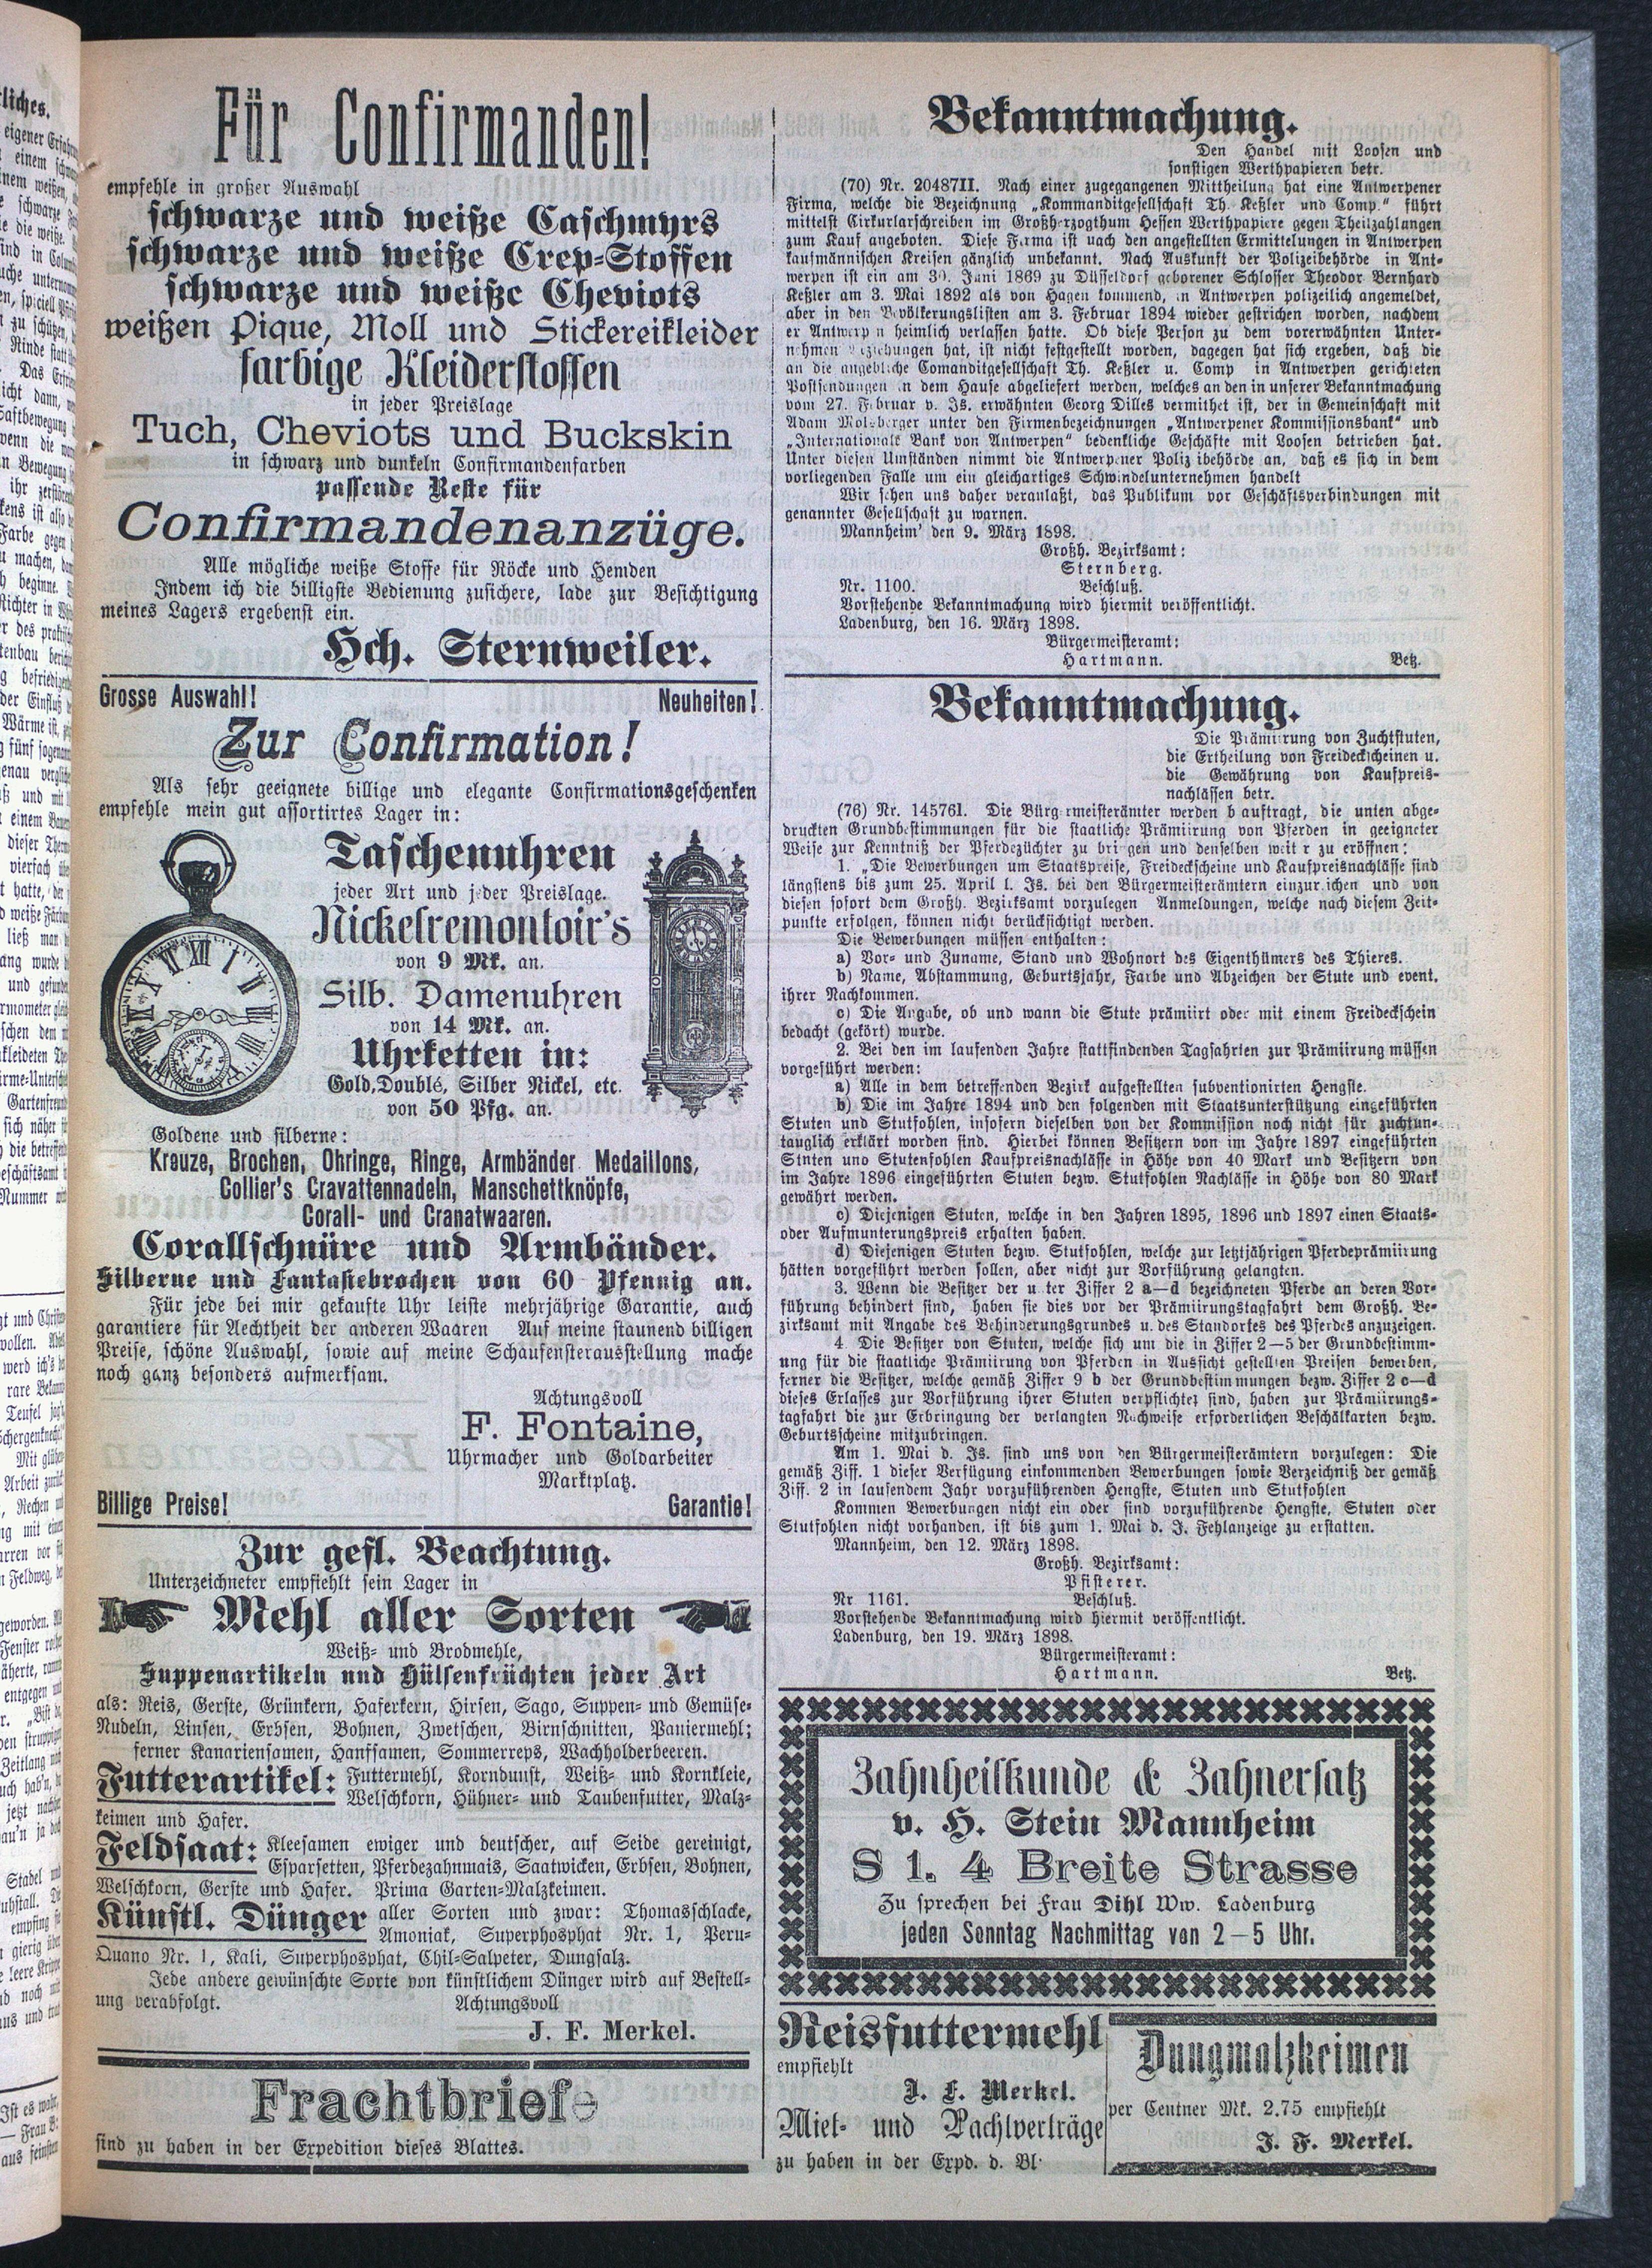 Für Confirmanden!
empfehle in großer Auswahl
schwarze und weiße Caschmyrs
schwarze und weiße Crep-Stoffen
schwarze und weiße Cheviots
weißen Pique, Moll und Stickereikleider
farbige Kleiderstoffen
in jeder Preislage
Tuch, Cheviots und Buckskin
in schwarz und dunkeln Confirmandenfarben
passende Reste für
Confirmandenanzüge.
Alle mögliche weiße Stoffe für Röcke und Hemden
Indem ich die billigste Bedienung zusichere, lade zur Besichtigung
meines Lagers ergebenst ein.
Hch. Sternweiler.
Grosse Auswahl! Neuheiten!
Zur Confirmation!
Als sehr geeignete billige und elegante Confirmationsgeschenken
empfehle mein gut assortirtes Lager in:
Taschenuhren
jeder Art und jeder Preislage.
Nickelremontoir's
von 9 Mk. an.
Silb. Damenuhren
von 14 Mk. an.
Uhrketten in:
Gold, Doublé, Silber Nickel, etc.
von 50 Pfg. an.
Goldene und silberne:
Kreuze, Brochen, Ohringe, Ringe, Armbänder Medaillons,
Collier's Cravattennadeln, Manschettknöpfe,
Corall- und Granatwaaren.
Corallschnüre und Armbänder.
Silberne und Fantasiebrochen von 60 Pfennig an.
Für jede bei mir gekaufte Uhr leiste mehrjährige Garantie, auch
garantiere für Aechtheit der anderen Waaren Auf meine staunend billigen
Preise, schöne Auswahl, sowie auf meine Schaufensterausstellung mache
noch ganz besonders aufmerksam.
Achtungsvoll
F. Fontaine,
Uhrmacher und Goldarbeiter
Marktplatz.
Billige Preise! Garantie!
Zur gefl. Beachtung.
Unterzeichneter empfiehlt sein Lager in
Mehl aller Sorten
Weiß- und Brodmehle,
Suppenartikeln und Hülsenfrüchten jeder Art
als: Reis, Gerste, Grünkern, Haferkern, Hirsen, Sago, Suppen- und Gemüse-
Nudeln, Linsen, Erbsen, Bohnen, Zwetschen, Birnschnitten, Paniermehl;
ferner Kanariensamen, Hanfsamen, Sommerreps, Wachholderbeeren.
Futterartikel: Futtermehl, Korndunst, Weiß- und Kornkleie,
Welschkorn, Hühner- und Taubenfutter, Malz-
keimen und Hafer.
Feldsaat: Kleesamen ewiger und deutscher, auf Seide gereinigt,
Esparsetten, Pferdezahnmais, Saatwicken, Erbsen, Bohnen,
Welschkorn, Gerste und Hafer. Prima Garten-Malzkeimen.
Künstl. Dünger aller Sorten und zwar: Thomasschlacke,
Amoniak, Superphosphat Nr. 1, Peru-
Quano Nr. 1, Kali, Superphosphat, Chil-Salpeter, Dungsalz.
Jede andere gewünschte Sorte von künstlichem Dünger wird auf Bestell-
ung verabfolgt. Achtungsvoll
J. F. Merkel.
Frachtbriefe
sind zu haben in der Expedition dieses Blattes.
Bekanntmachung.
Den Handel mit Loosen und
sonstigen Werthpapieren betr.
(70) Nr. 20487II. Nach einer zugegangenen Mittheilung hat eine Antwerpener
Firma, welche die Bezeichnung „Kommanditgesellschaft Th. Keßler und Comp." führt
mittelst Cirkurlarschreiben im Großherzogthum Hessen Werthpapiere gegen Theilzahlungen
zum Kauf angeboten. Diese Firma ist nach den angestellten Ermittelungen in Antwerpen
kaufmännischen Kreisen gänzlich unbekannt. Nach Auskunft der Polizeibehörde in Ant-
werpen ist ein am 30. Juni 1869 zu Düsseldorf geborener Schlosser Theodor Bernhard
Keßler am 3. Mai 1892 als von Hagen kommend, in Antwerpen polizeilich angemeldet,
aber in den Bevölkerungslisten am 3. Februar 1894 wieder gestrichen worden, nachdem
er Antwerpen heimlich verlassen hatte. Ob diese Person zu dem vorerwähnten Unter-
nehmen Beziehungen hat, ist nicht festgestellt worden, dagegen hat sich ergeben, daß die
an die angebliche Comanditgesellschaft Th. Keßler u. Comp in Antwerpen gerichteten
Postsendungen in dem Hause abgeliefert werden, welches an den in unserer Bekanntmachung
vom 27. Februar v. Js. erwähnten Georg Dilles vermithet ist, der in Gemeinschaft mit
Adam Molzberger unter den Firmenbezeichnungen „Antwerpener Kommissionsbank" und
„Internationale Bank von Antwerpen" bedenkliche Geschäfte mit Loosen betrieben hat.
Unter diesen Umständen nimmt die Antwerpener Polizeibehörde an, daß es sich in dem
vorliegenden Falle um ein gleichartiges Schwindelunternehmen handelt
Wir sehen uns daher veranlaßt, das Publikum vor Geschäftsverbindungen mit
genannter Gesellschaft zu warnen.
Mannheim' den 9. März 1898.
Großh. Bezirksamt:
Sternberg.
Nr. 1100. Beschluß.
Vorstehende Bekanntmachung wird hiermit veröffentlicht.
Ladenburg, den 16. März 1898.
Bürgermeisteramt:
Hartmann. Betz.
Bekanntmachung.
Die Prämiirung von Zuchtstuten,
die Ertheilung von Freideckscheinen u.
die Gewährung von Kaufpreis-
nachlässen betr.
(76) Nr. 14576I. Die Bürgermeisterämter werden beauftragt, die unten abge-
druckten Grundbestimmungen für die staatliche Prämiirung von Pferden in geeigneter
Weise zur Kenntniß der Pferdezüchter zu bringen und denselben weiter zu eröffnen:
1. „Die Bewerbungen um Staatspreise, Freideckscheine und Kaufpreisnachlässe sind
längstens bis zum 25. April l. Js. bei den Bürgermeisterämtern einzureichen und von
diesen sofort dem Großh. Bezirksamt vorzulegen Anmeldungen, welche nach diesem Zeit-
punkte erfolgen, können nicht berücksichtigt werden.
Die Bewerbungen müssen enthalten:
a) Vor- und Zuname, Stand und Wohnort des Eigenthümers des Thieres.
b) Name, Abstammung, Geburtsjahr, Farbe und Abzeichen der Stute und event.
ihrer Nachkommen.
c) Die Angabe, ob und wann die Stute prämiirt oder mit einem Freideckschein
bedacht (gekört) wurde.
2. Bei den im laufenden Jahre stattfindenden Tagfahrten zur Prämiirung müssen
vorgeführt werden:
a) Alle in dem betreffenden Bezirk aufgestellten subventionirten Hengste.
b) Die im Jahre 1894 und den folgenden mit Staatsunterstützung eingeführten
Stuten und Stutfohlen, insofern dieselben von der Kommission noch nicht für zuchtun-
tauglich erklärt worden sind. Hierbei können Besitzern von im Jahre 1897 eingeführten
Stuten und Stutenfohlen Kaufpreisnachlässe in Höhe von 40 Mark und Besitzern von
im Jahre 1896 eingeführten Stuten bezw. Stutfohlen Nachlässe in Höhe von 80 Mark
gewährt werden.
c) Diejenigen Stuten, welche in den Jahren 1895, 1896 und 1897 einen Staats-
oder Aufmunterungspreis erhalten haben.
d) Diejenigen Stuten bezw. Stutfohlen, welche zur letztjährigen Pferdeprämiirung
hätten vorgeführt werden sollen, aber nicht zur Vorführung gelangten.
3. Wenn die Besitzer der unter Ziffer 2 a—d bezeichneten Pferde an deren Vor-
führung behindert sind, haben sie dies vor der Prämiirungstagfahrt dem Großh. Be-
zirksamt mit Angabe des Behinderungsgrundes u. des Standortes des Pferdes anzuzeigen.
4 Die Besitzer von Stuten, welche sich um die in Ziffer 2—5 der Grundbestimm-
ung für die staatliche Prämiirung von Pferden in Aussicht gestellten Preisen bewerben,
ferner die Besitzer, welche gemäß Ziffer 9 b der Grundbestimmungen bezw. Ziffer 2 c—d
dieses Erlasses zur Vorführung ihrer Stuten verpflichtet sind, haben zur Prämiirungs-
tagfahrt die zur Erbringung der verlangten Nachweise erforderlichen Beschälkarten bezw.
Geburtsscheine mitzubringen.
Am 1. Mai d. Js. sind uns von den Bürgermeisterämtern vorzulegen: Die
gemäß Ziff. 1 dieser Verfügung einkommenden Bewerbungen sowie Verzeichniß der gemäß
Ziff. 2 in laufendem Jahr vorzuführenden Hengste, Stuten und Stutfohlen
Kommen Bewerbungen nicht ein oder sind vorzuführende Hengste, Stuten oder
Stutfohlen nicht vorhanden, ist bis zum 1. Mai d. J. Fehlanzeige zu erstatten.
Mannheim, den 12. März 1898.
Großh. Bezirksamt:
Pfisterer.
Nr 1161. Beschluß.
Vorstehende Bekanntmachung wird hiermit veröffentlicht.
Ladenburg, den 19. März 1898.
Bürgermeisteramt:
Hartmann. Betz.
Zahnheilkunde & Zahnersatz
v. H. Stein Mannheim
S 1. 4 Breite Strasse
Zu sprechen bei Frau Dihl Ww. Ladenburg
jeden Sonntag Nachmittag von 2—5 Uhr.
Reisfuttermehl
empfiehlt
J. F. Merkel.
Miet- und Pachtverträge
zu haben in der Expd. d. Bl.
Dungmalzkeimen
per Centner Mk. 2.75 empfiehlt
J. F. Merkel.